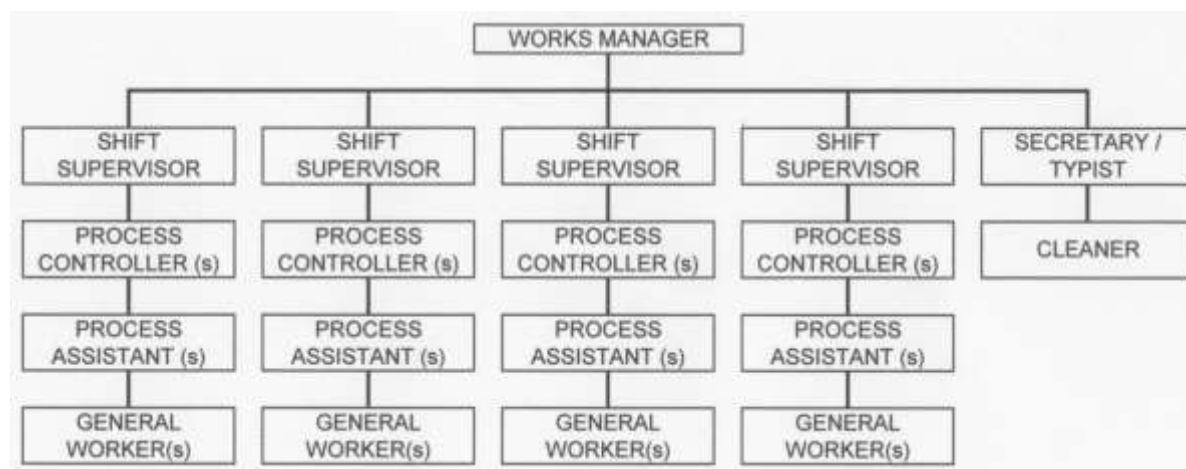 WORKS MANAGER
SHIFT
SUPERVISOR
SHIFT
SUPERVISOR
SHIFT
SUPERVISOR
SHIFT
SUPERVISOR
SECRETARY /
TYPIST
PROCESS
CONTROLLER (s)
PROCESS
CONTROLLER (s)
PROCESS
CONTROLLER (s)
PROCESS
CONTROLLER (s)
CLEANER
PROCESS
ASSISTANT (s)
PROCESS
ASSISTANT (s)
PROCESS
ASSISTANT (s)
PROCESS
ASSISTANT (s)
GENERAL
WORKER(s)
GENERAL
WORKER(s)
GENERAL
WORKER(s)
GENERAL
WORKER(s)